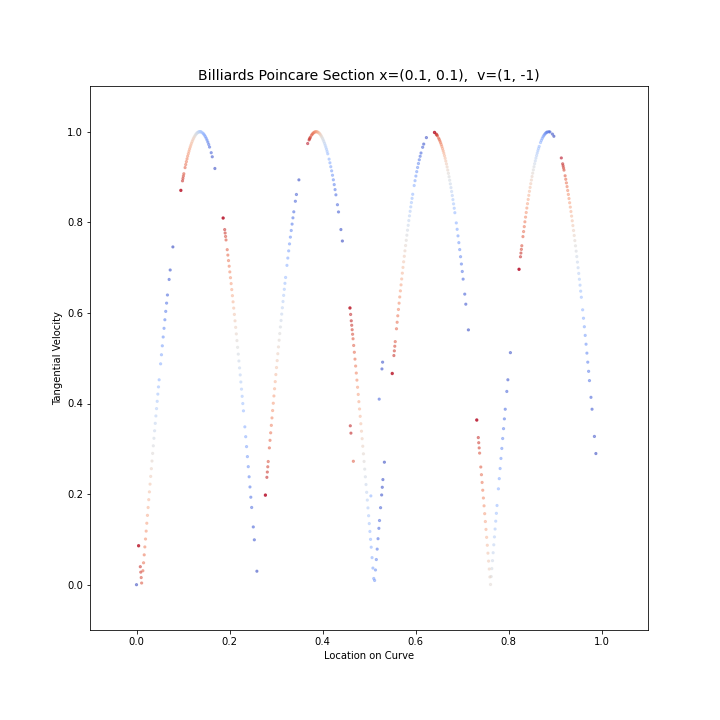 Billiards Poincare Section x=(0.1, 0.1),  v=(1, -1)
Tangential Velocity
1.0
0.8
0.6
0.4
0.2
0.0
0.0 0.2 0.4 0.6 0.8 1.0
Location on Curve